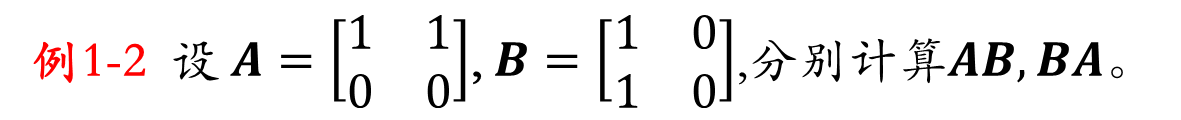 例1-2 设 A = [1 1; 0 0], B = [1 0; 1 0],分别计算AB, BA。